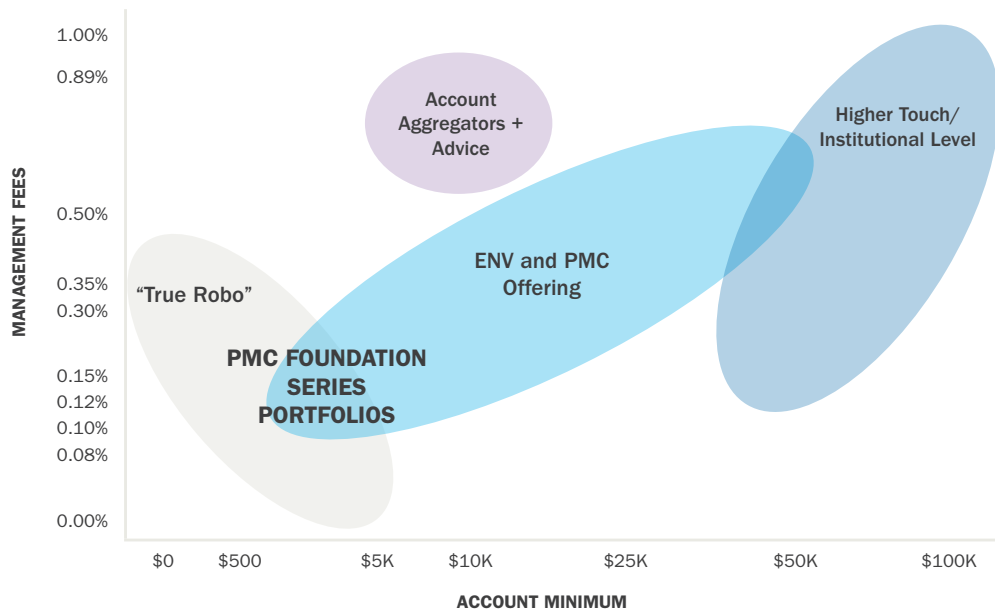 1.00%
0.89%
0.50%
0.35%
0.30%
0.15%
0.12%
0.10%
0.08%
0.00%
MANAGEMENT FEES
Account
Aggregators +
Advice
Higher Touch/
Institutional Level
ENV and PMC
Offering
“True Robo”
PMC FOUNDATION
SERIES
PORTFOLIOS
$0 $500 $5K $10K $25K $50K $100K
ACCOUNT MINIMUM